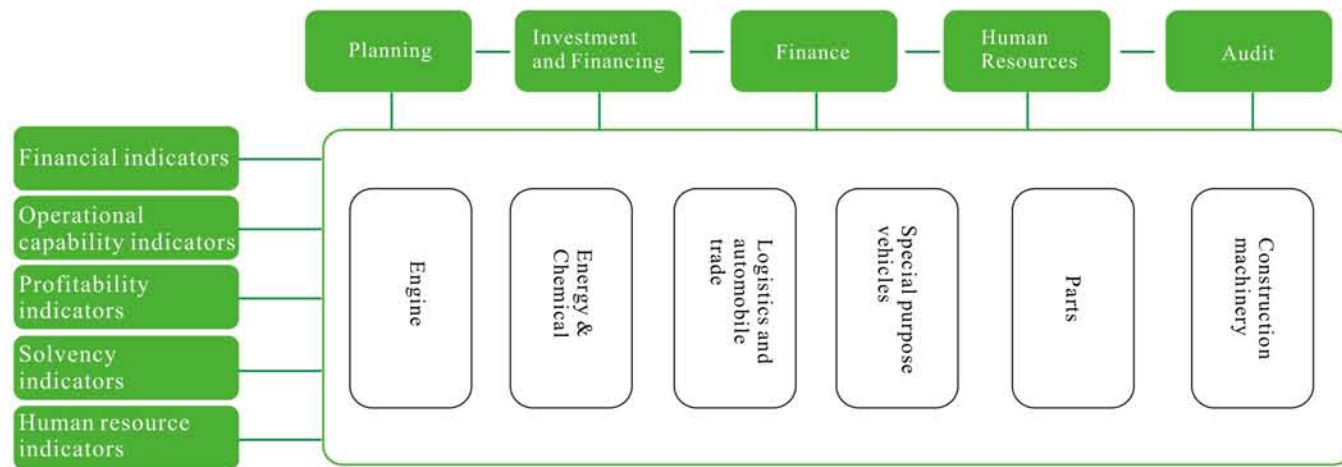 Planning
Investment
and Financing
Finance
Human
Resources
Audit
Financial indicators
Operational
capability indicators
Profitability
indicators
Solvency
indicators
Human resource
indicators
Engine
Energy &
Chemical
Logistics and
automobile
trade
Special purpose
vehicles
Parts
Construction
machinery